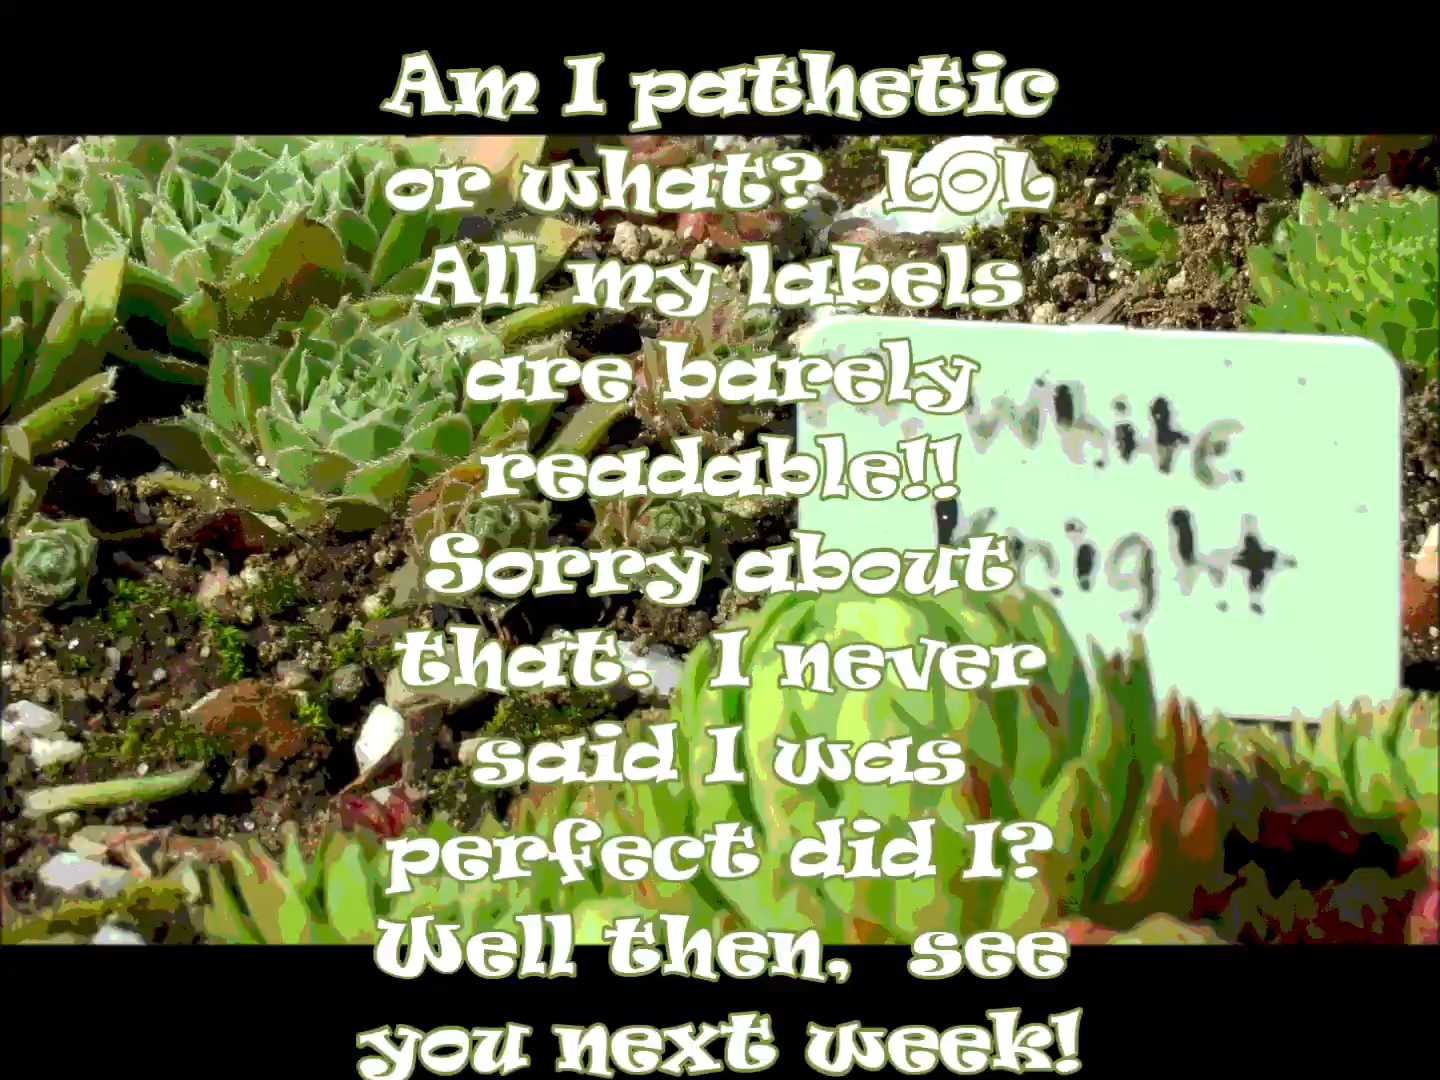 Am I pathetic
or what? LOL
All my labels
are barely
readable!!
Sorry about
that. I never
said I was
perfect did I?
Well then, see
you next week!
White
Knight